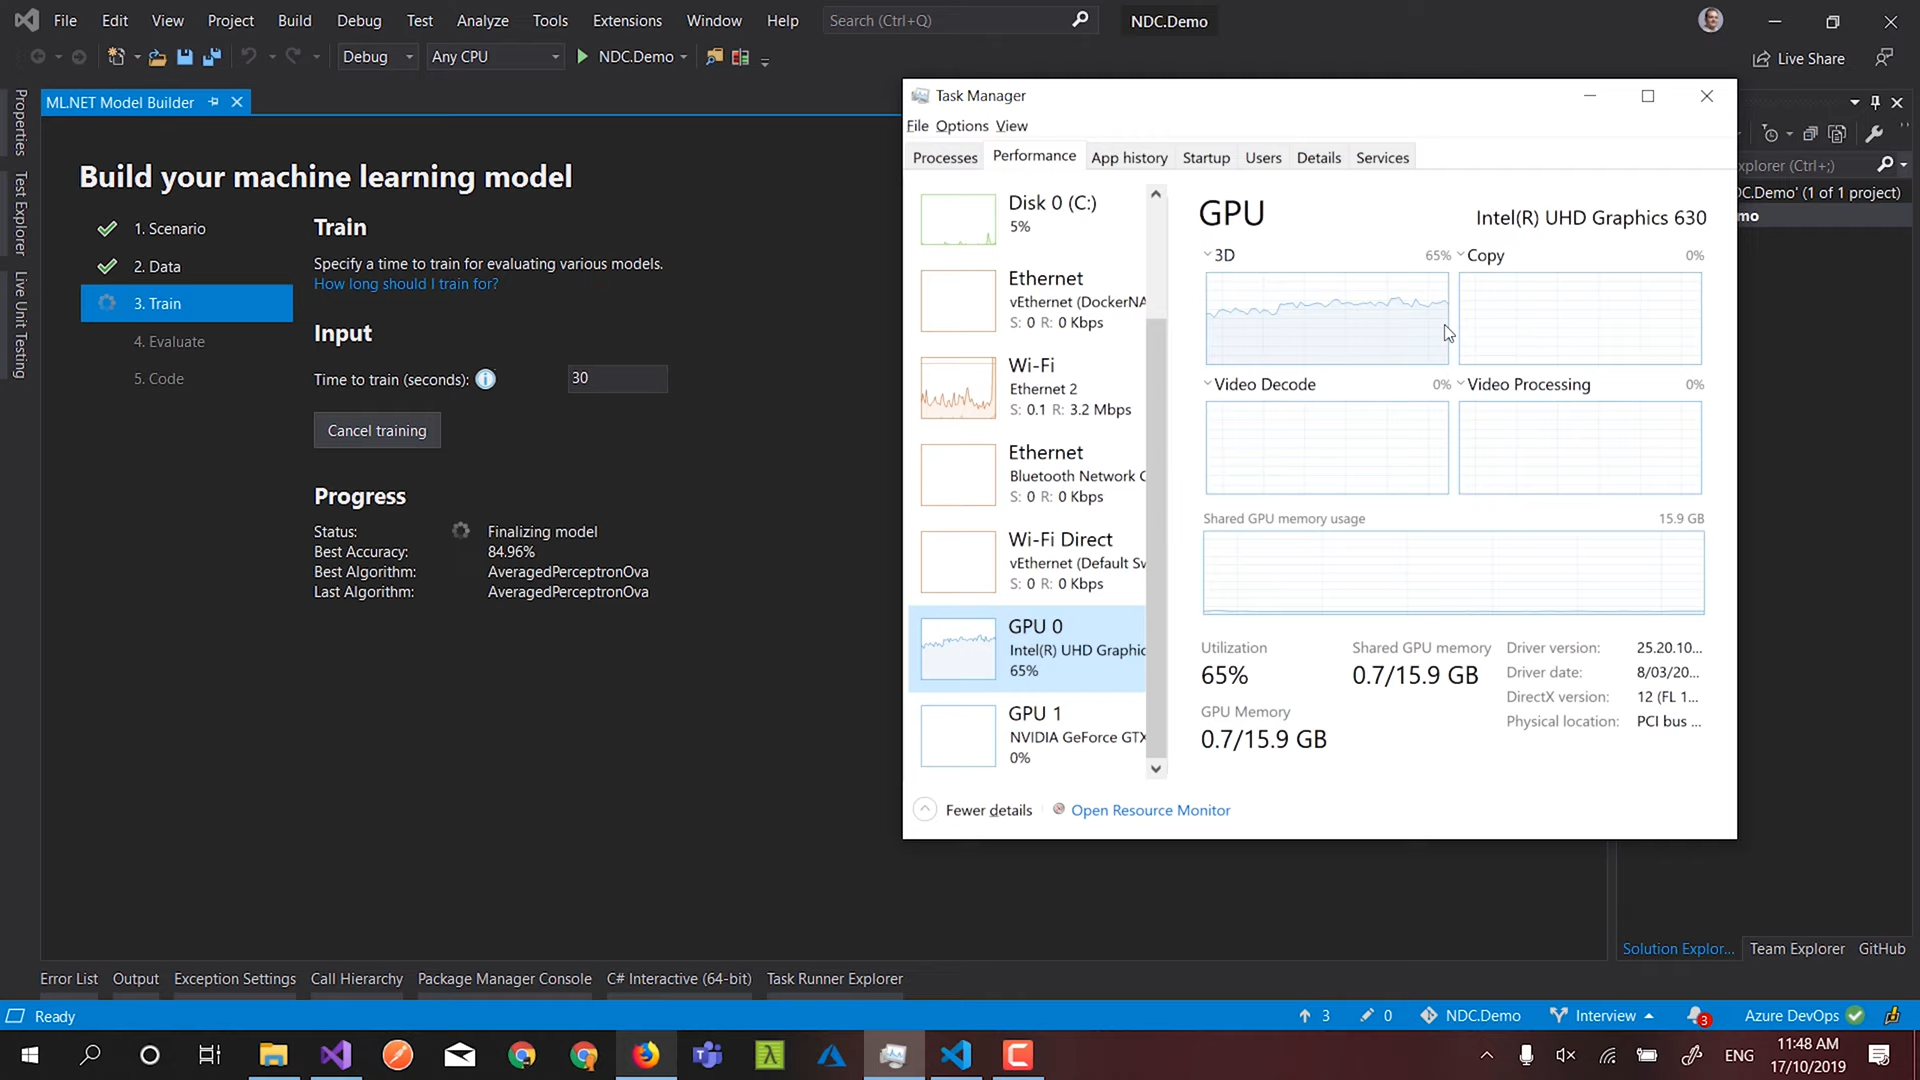 File Edit View Project Build Debug Test Analyze Tools Extensions Window Help Search (Ctrl+Q) NDC.Demo
Debug Any CPU NDC.Demo Live Share
Properties
Test Explorer
Live Unit Testing
ML.NET Model Builder
Build your machine learning model
1. Scenario
2. Data
3. Train
4. Evaluate
5. Code
Train
Specify a time to train for evaluating various models.
How long should I train for?
Input
Time to train (seconds): 30
Cancel training
Progress
Status: Finalizing model
Best Accuracy: 84.96%
Best Algorithm: AveragedPerceptronOva
Last Algorithm: AveragedPerceptronOva
Task Manager
File Options View
Processes Performance App history Startup Users Details Services
Disk 0 (C:)
5%
Ethernet
vEthernet (DockerNA
S: 0 R: 0 Kbps
Wi-Fi
Ethernet 2
S: 0.1 R: 3.2 Mbps
Ethernet
Bluetooth Network C
S: 0 R: 0 Kbps
Wi-Fi Direct
vEthernet (Default Sw
S: 0 R: 0 Kbps
GPU 0
Intel(R) UHD Graphic
65%
GPU 1
NVIDIA GeForce GTX
0%
GPU Intel(R) UHD Graphics 630
3D 65% Copy 0%
Video Decode 0% Video Processing 0%
Shared GPU memory usage 15.9 GB
Utilization
65%
Shared GPU memory
0.7/15.9 GB
GPU Memory
0.7/15.9 GB
Driver version: 25.20.10...
Driver date: 8/03/20...
DirectX version: 12 (FL 1...
Physical location: PCI bus ...
Fewer details Open Resource Monitor
xplorer (Ctrl+;)
DC.Demo' (1 of 1 project)
mo
Solution Explor... Team Explorer GitHub
Error List Output Exception Settings Call Hierarchy Package Manager Console C# Interactive (64-bit) Task Runner Explorer
Ready 3 0 NDC.Demo Interview 3 Azure DevOps
ENG
11:48 AM
17/10/2019